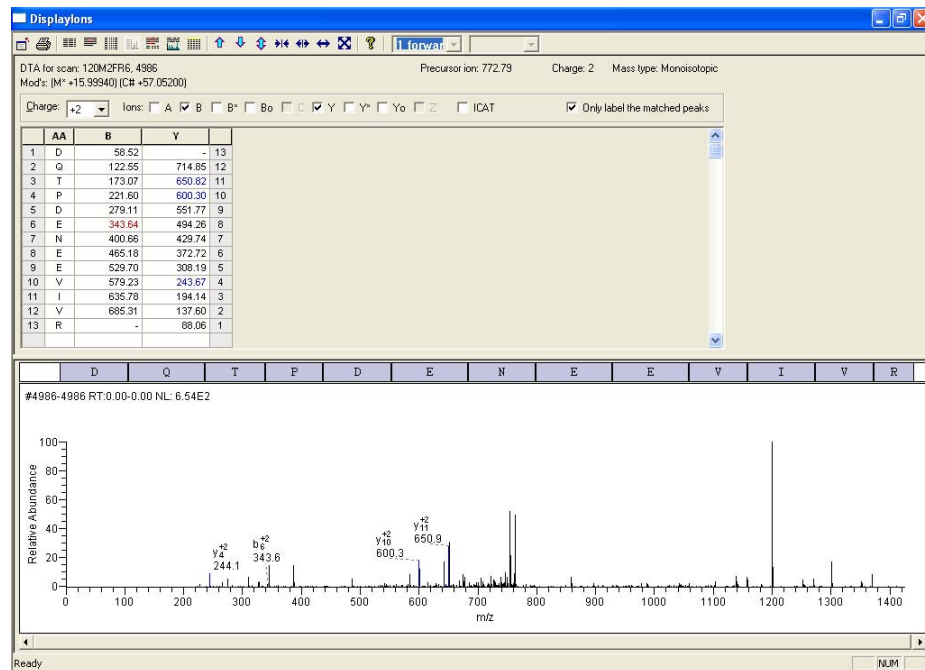 DisplayIons
1 forwar
DTA for scan: 120M2FR6, 4986 Precursor ion: 772.79 Charge: 2 Mass type: Monoisotopic
Mod's: (M* +15.99940) (C# +57.05200)
Charge: +2 Ions: A B B* Bo C Y Y* Yo Z ICAT Only label the matched peaks
AA B Y
1 D 58.52 - 13
2 Q 122.55 714.85 12
3 T 173.07 650.82 11
4 P 221.60 600.30 10
5 D 279.11 551.77 9
6 E 343.64 494.26 8
7 N 400.66 429.74 7
8 E 465.18 372.72 6
9 E 529.70 308.19 5
10 V 579.23 243.67 4
11 I 635.78 194.14 3
12 V 685.31 137.60 2
13 R - 88.06 1
D Q T P D E N E E V I V R
#4986-4986 RT:0.00-0.00 NL: 6.54E2
Relative Abundance
100
80
60
40
20
0
y4+2
244.1
b6+2
343.6
y10+2
600.3
y11+2
650.9
0 100 200 300 400 500 600 700 800 900 1000 1100 1200 1300 1400
m/z
Ready NUM